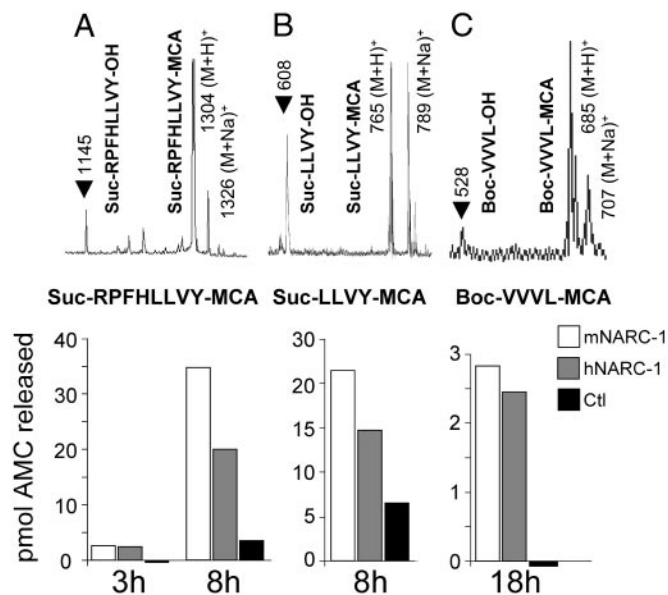 A
B
C
1145
Suc-RPFHLLVY-OH
Suc-RPFHLLVY-MCA
1304 (M+H)+
1326 (M+Na)+
608
Suc-LLVY-OH
Suc-LLVY-MCA
765 (M+H)+
789 (M+Na)+
528
Boc-VVVL-OH
Boc-VVVL-MCA
685 (M+H)+
707 (M+Na)+
Suc-RPFHLLVY-MCA
Suc-LLVY-MCA
Boc-VVVL-MCA
pmol AMC released
40
30
20
10
0
3h
8h
25
20
15
10
5
0
8h
3
2
1
0
18h
mNARC-1
hNARC-1
Ctl